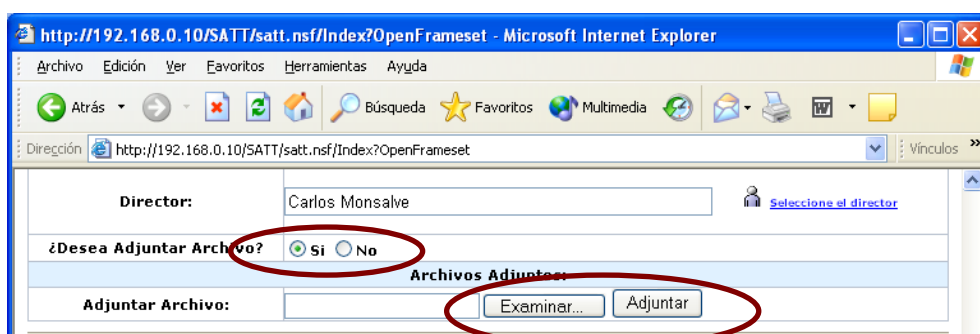 http://192.168.0.10/SATT/satt.nsf/Index?OpenFrameset - Microsoft Internet Explorer
Archivo Edición Ver Favoritos Herramientas Ayuda
Atrás Búsqueda Favoritos Multimedia
Dirección http://192.168.0.10/SATT/satt.nsf/Index?OpenFrameset Vínculos »
Director: Carlos Monsalve Seleccione el director
¿Desea Adjuntar Archivo? Si No
Archivos Adjuntos:
Adjuntar Archivo: Examinar... Adjuntar